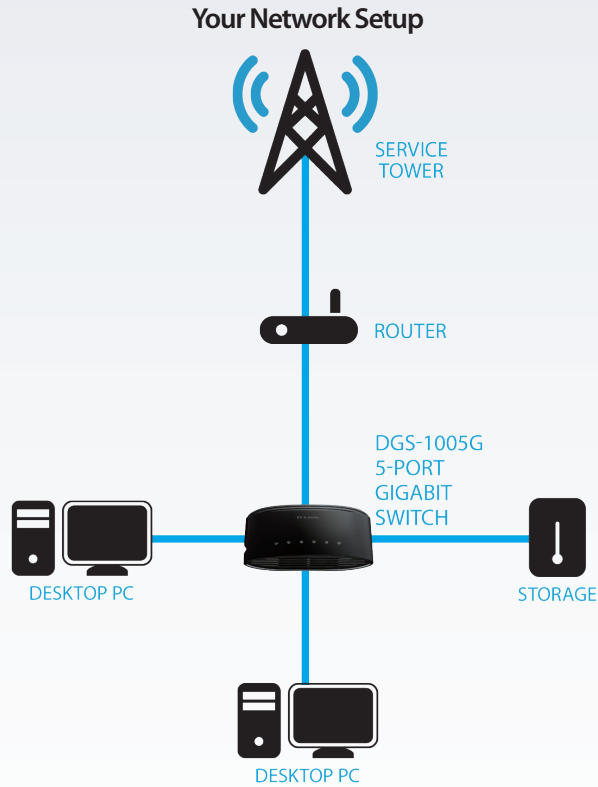 Your Network Setup
SERVICE
TOWER
ROUTER
DGS-1005G
5-PORT
GIGABIT
SWITCH
DESKTOP PC
STORAGE
DESKTOP PC